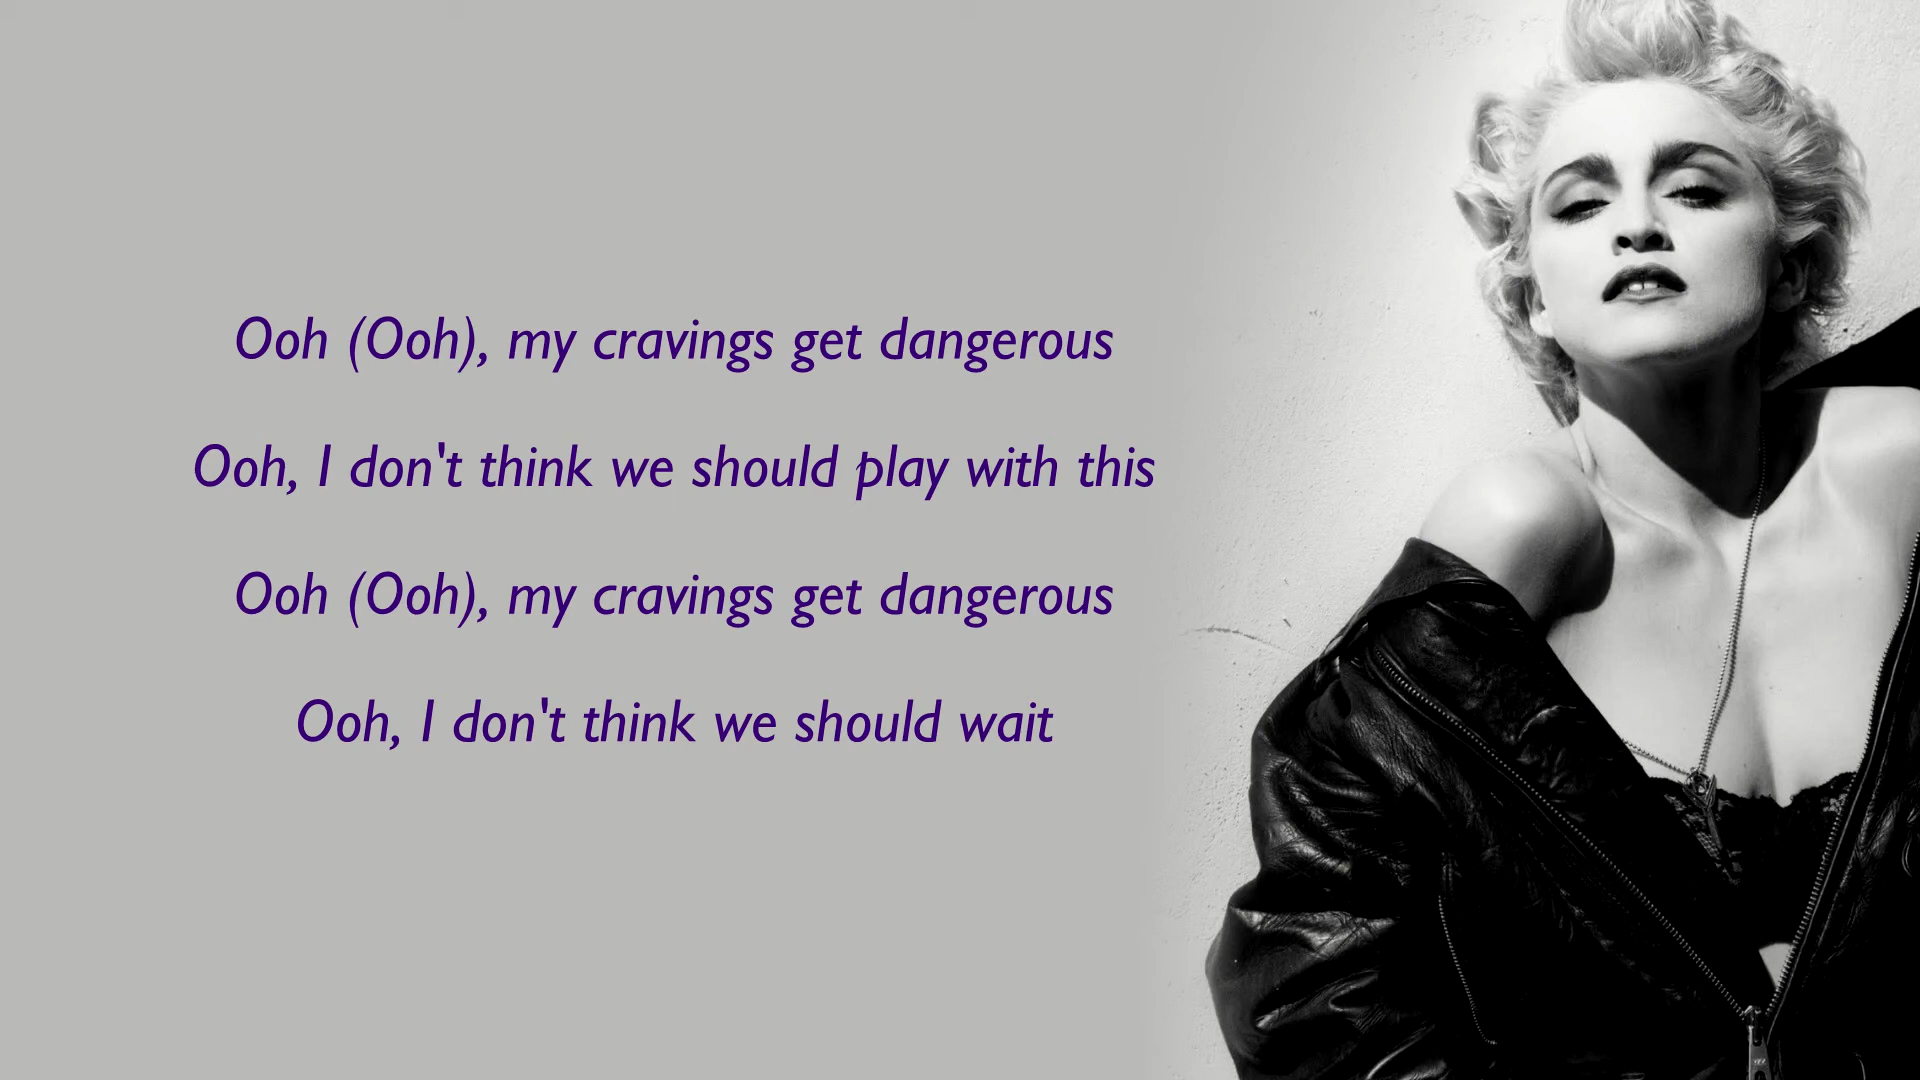 Ooh (Ooh), my cravings get dangerous
Ooh, I don't think we should play with this
Ooh (Ooh), my cravings get dangerous
Ooh, I don't think we should wait